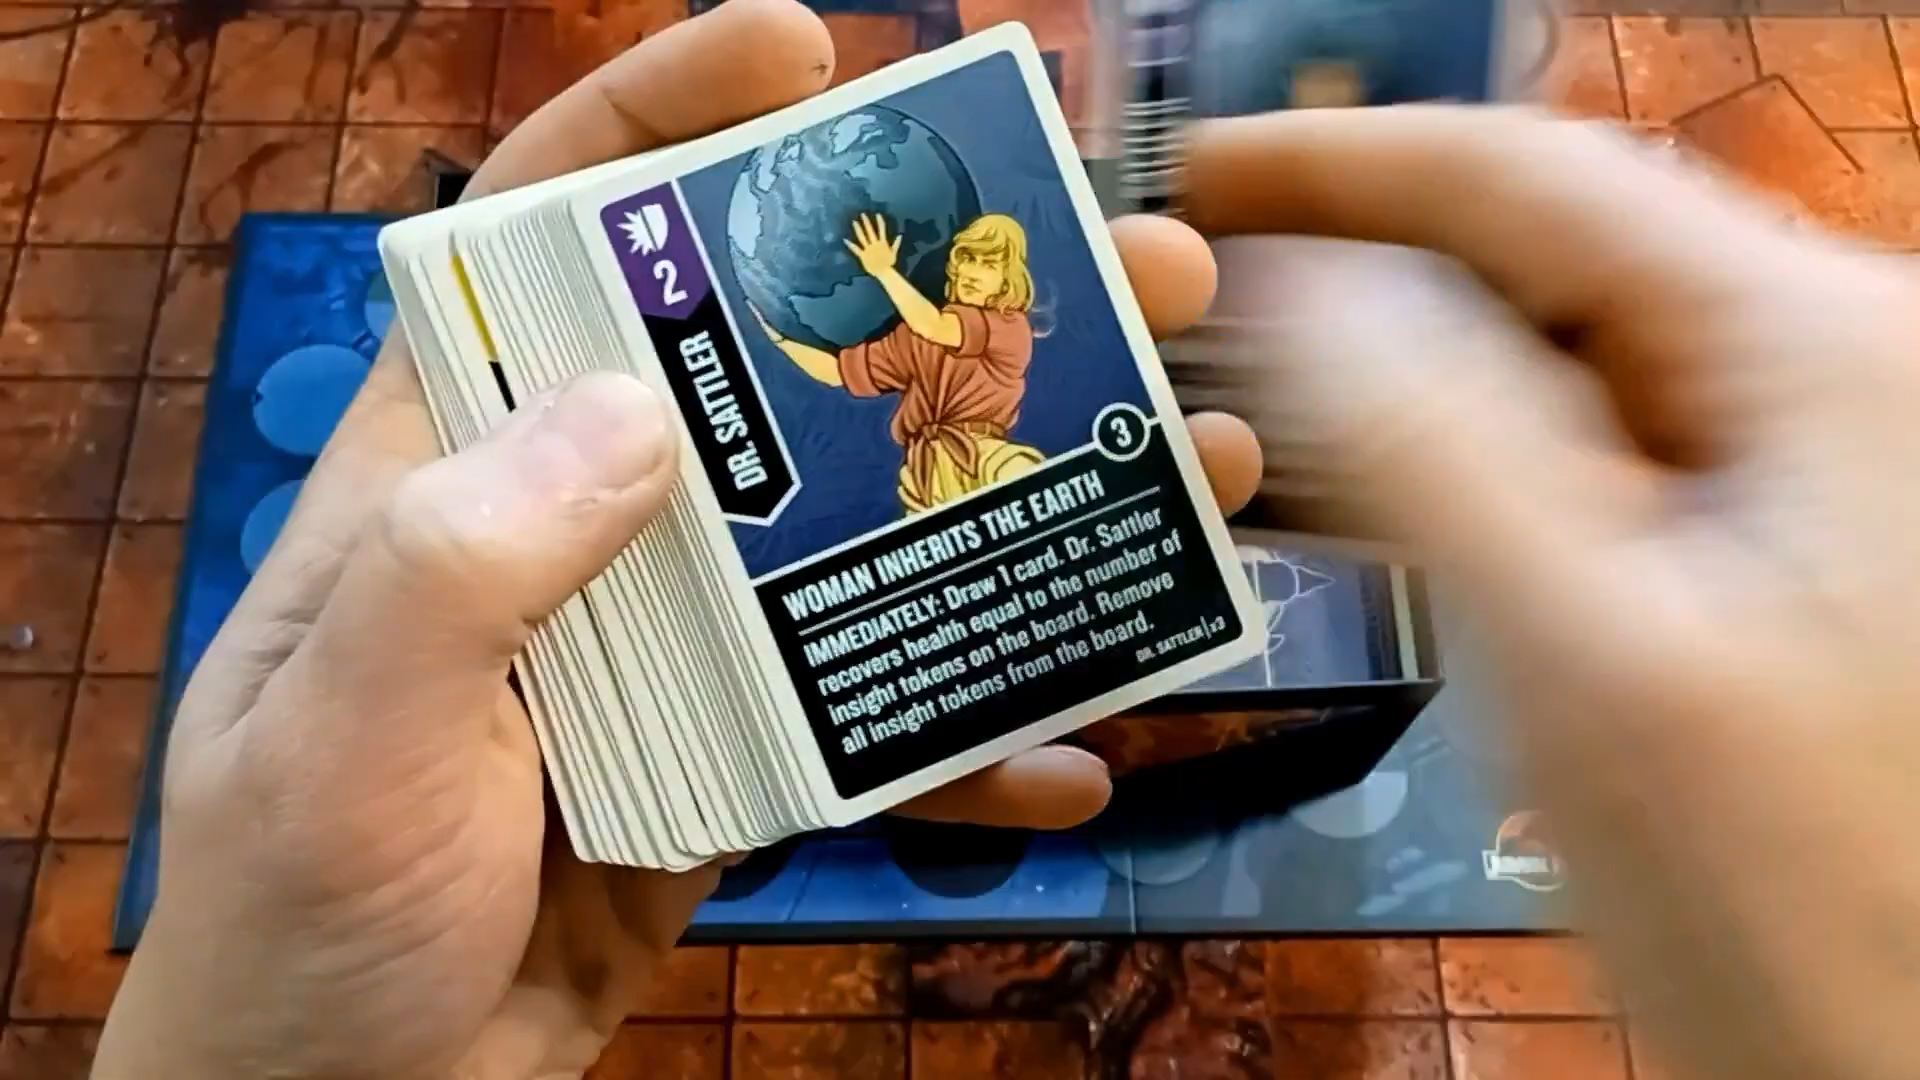 2
DR. SATTLER
3
WOMAN INHERITS THE EARTH
IMMEDIATELY: Draw 1 card. Dr. Sattler
recovers health equal to the number of
insight tokens on the board. Remove
all insight tokens from the board.
DR. SATTLER | x3